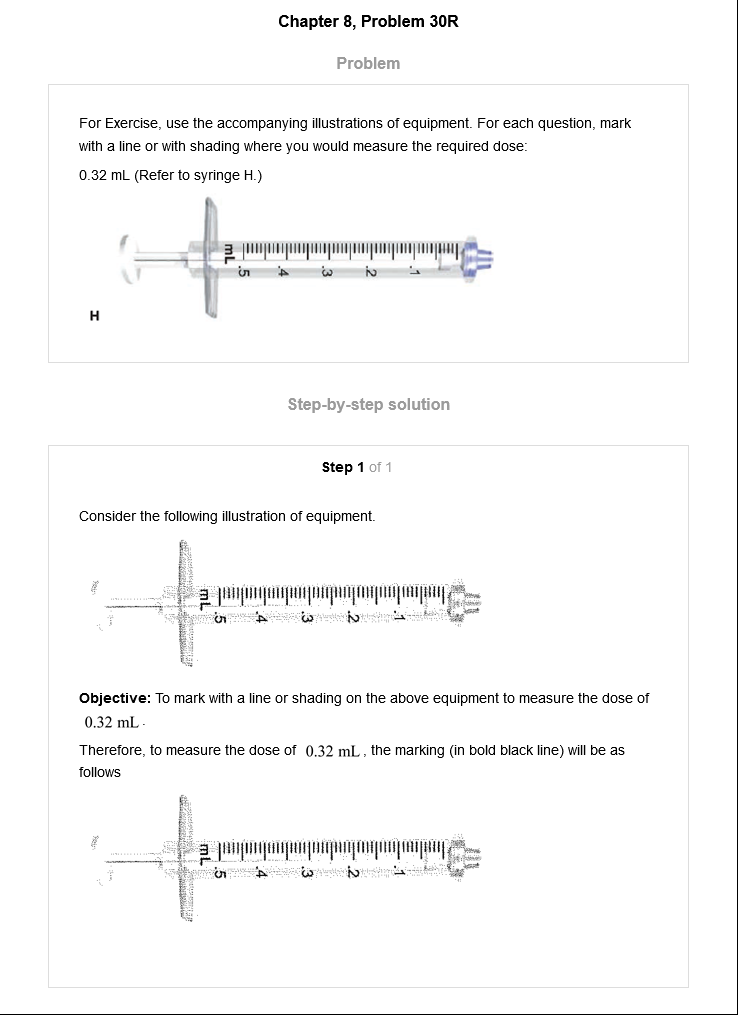 Chapter 8, Problem 30R
Problem
For Exercise, use the accompanying illustrations of equipment. For each question, mark
with a line or with shading where you would measure the required dose:
0.32 mL (Refer to syringe H.)
mL .5 .4 .3 .2 .1
H
Step-by-step solution
Step 1 of 1
Consider the following illustration of equipment.
mL .5 .4 .3 .2 .1
Objective: To mark with a line or shading on the above equipment to measure the dose of
0.32 mL.
Therefore, to measure the dose of 0.32 mL, the marking (in bold black line) will be as
follows
mL .5 .4 .3 .2 .1